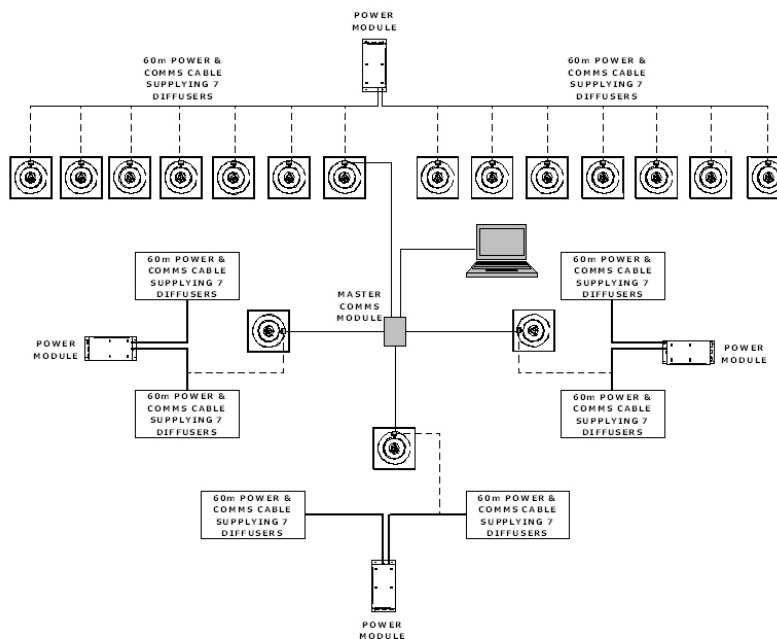 POWER
MODULE
60m POWER &
COMMS CABLE
SUPPLYING 7
DIFFUSERS
60m POWER &
COMMS CABLE
SUPPLYING 7
DIFFUSERS
60m POWER &
COMMS CABLE
SUPPLYING 7
DIFFUSERS
MASTER
COMMS
MODULE
60m POWER &
COMMS CABLE
SUPPLYING 7
DIFFUSERS
POWER
MODULE
POWER
MODULE
60m POWER &
COMMS CABLE
SUPPLYING 7
DIFFUSERS
60m POWER &
COMMS CABLE
SUPPLYING 7
DIFFUSERS
60m POWER &
COMMS CABLE
SUPPLYING 7
DIFFUSERS
60m POWER &
COMMS CABLE
SUPPLYING 7
DIFFUSERS
POWER
MODULE